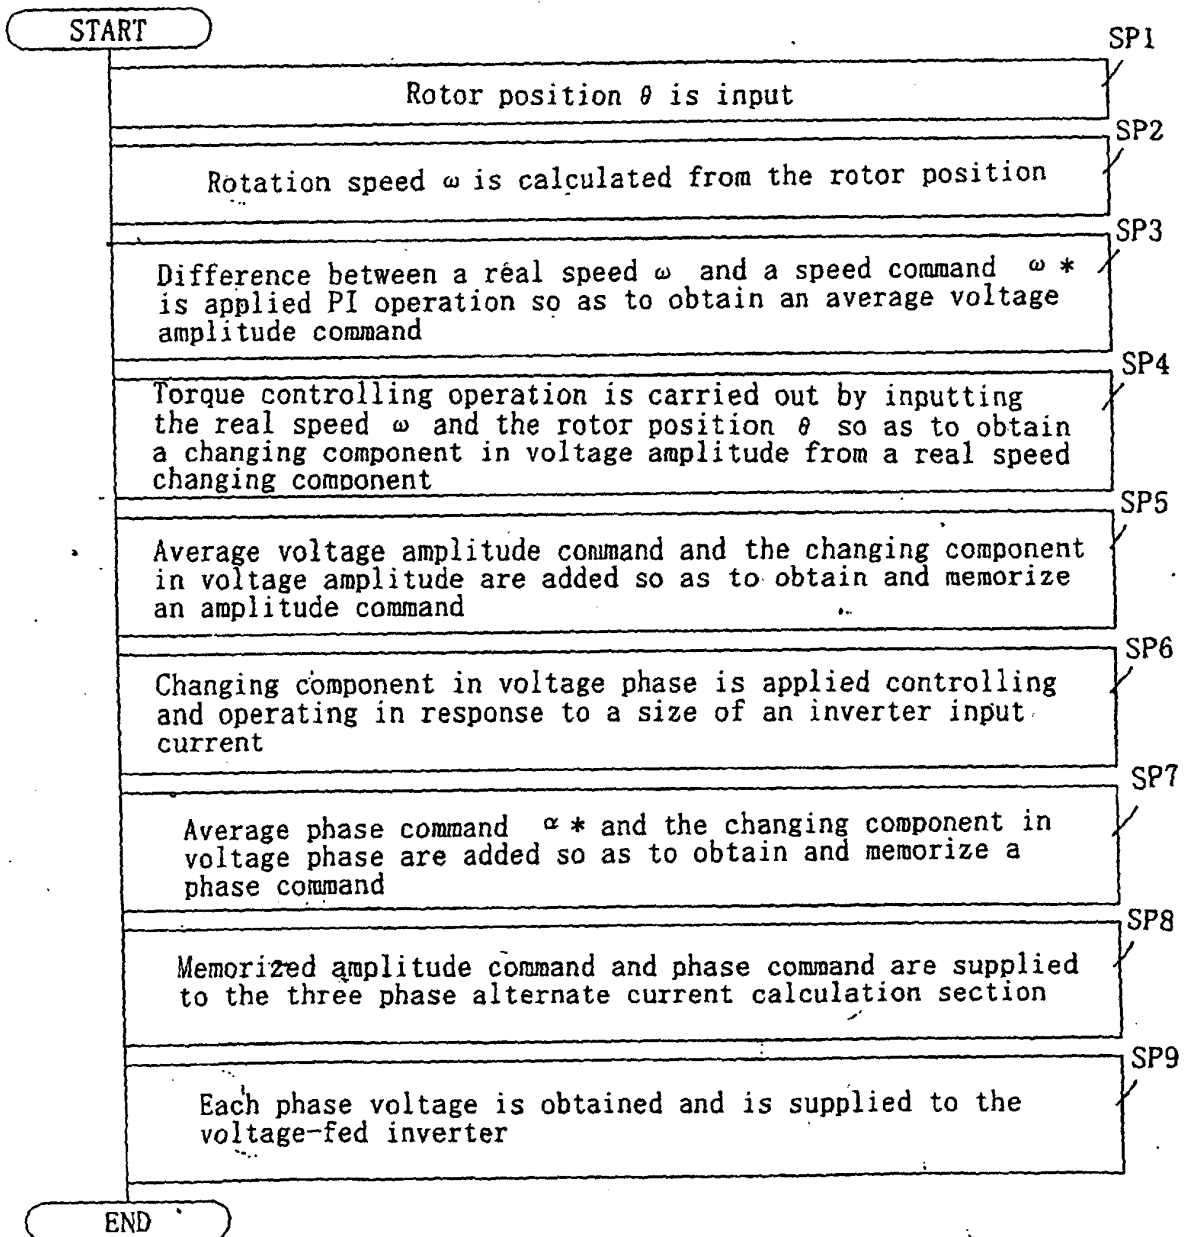 START
SP1
Rotor position θ is input
SP2
Rotation speed ω is calculated from the rotor position
SP3
Difference between a real speed ω and a speed command ω*
is applied PI operation so as to obtain an average voltage
amplitude command
SP4
Torque controlling operation is carried out by inputting
the real speed ω and the rotor position θ so as to obtain
a changing component in voltage amplitude from a real speed
changing component
SP5
Average voltage amplitude command and the changing component
in voltage amplitude are added so as to obtain and memorize
an amplitude command
SP6
Changing component in voltage phase is applied controlling
and operating in response to a size of an inverter input
current
SP7
Average phase command α* and the changing component in
voltage phase are added so as to obtain and memorize a
phase command
SP8
Memorized amplitude command and phase command are supplied
to the three phase alternate current calculation section
SP9
Each phase voltage is obtained and is supplied to the
voltage-fed inverter
END